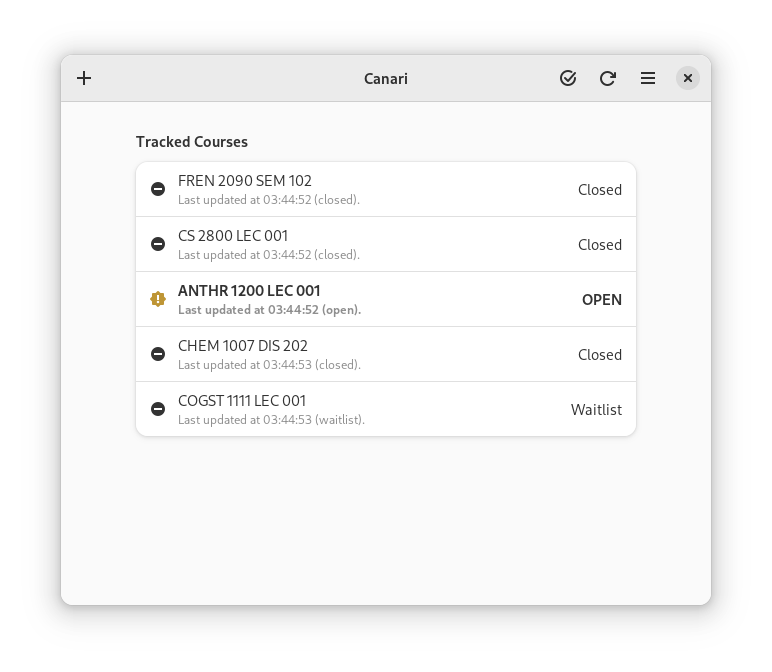 Canari
Tracked Courses
FREN 2090 SEM 102
Last updated at 03:44:52 (closed).
Closed
CS 2800 LEC 001
Last updated at 03:44:52 (closed).
Closed
ANTHR 1200 LEC 001
Last updated at 03:44:52 (open).
OPEN
CHEM 1007 DIS 202
Last updated at 03:44:53 (closed).
Closed
COGST 1111 LEC 001
Last updated at 03:44:53 (waitlist).
Waitlist